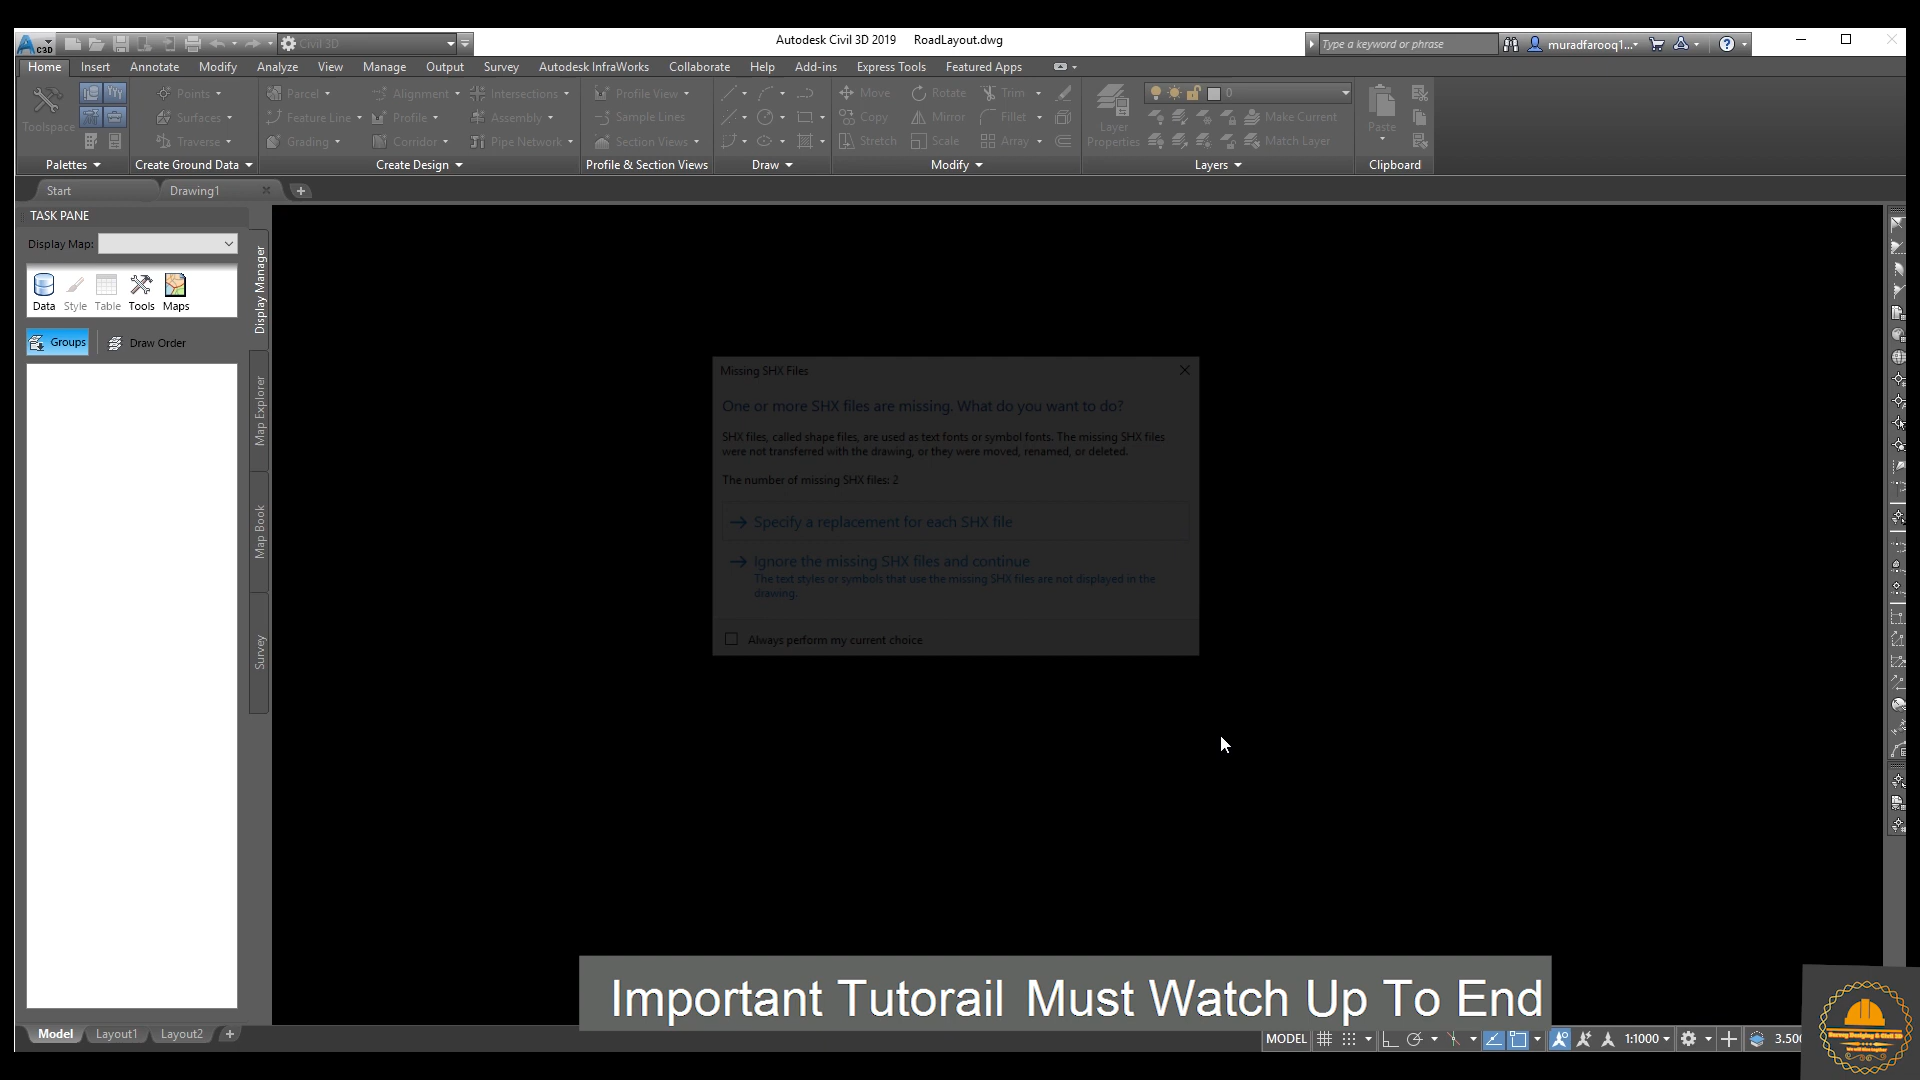 Civil 3D
Autodesk Civil 3D 2019 RoadLayout.dwg
Type a keyword or phrase
muradfarooq1...
Home Insert Annotate Modify Analyze View Manage Output Survey Autodesk InfraWorks Collaborate Help Add-ins Express Tools Featured Apps
Toolspace
Points
Surfaces
Traverse
Parcel
Feature Line
Grading
Alignment
Profile
Corridor
Intersections
Assembly
Pipe Network
Profile View
Sample Lines
Section Views
Move
Copy
Stretch
Rotate
Mirror
Scale
Trim
Fillet
Array
Layer
Properties
0
Make Current
Match Layer
Paste
Palettes
Create Ground Data
Create Design
Profile & Section Views
Draw
Modify
Layers
Clipboard
Start
Drawing1
TASK PANE
Display Map:
Data Style Table Tools Maps
Groups
Draw Order
Display Manager
Map Explorer
Map Book
Survey
Missing SHX Files
One or more SHX files are missing. What do you want to do?
SHX files, called shape files, are used as text fonts or symbol fonts. The missing SHX files
were not transferred with the drawing, or they were moved, renamed, or deleted.
The number of missing SHX files: 2
Specify a replacement for each SHX file
Ignore the missing SHX files and continue
The text styles or symbols that use the missing SHX files are not displayed in the
drawing.
Always perform my current choice
Important Tutorail Must Watch Up To End
Model Layout1 Layout2
MODEL
1:1000